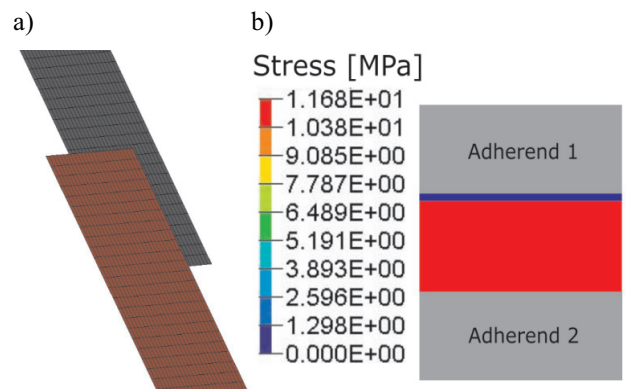 a)
b)
Stress [MPa]
1.168E+01
1.038E+01
9.085E+00
7.787E+00
6.489E+00
5.191E+00
3.893E+00
2.596E+00
1.298E+00
0.000E+00
Adherend 1
Adherend 2